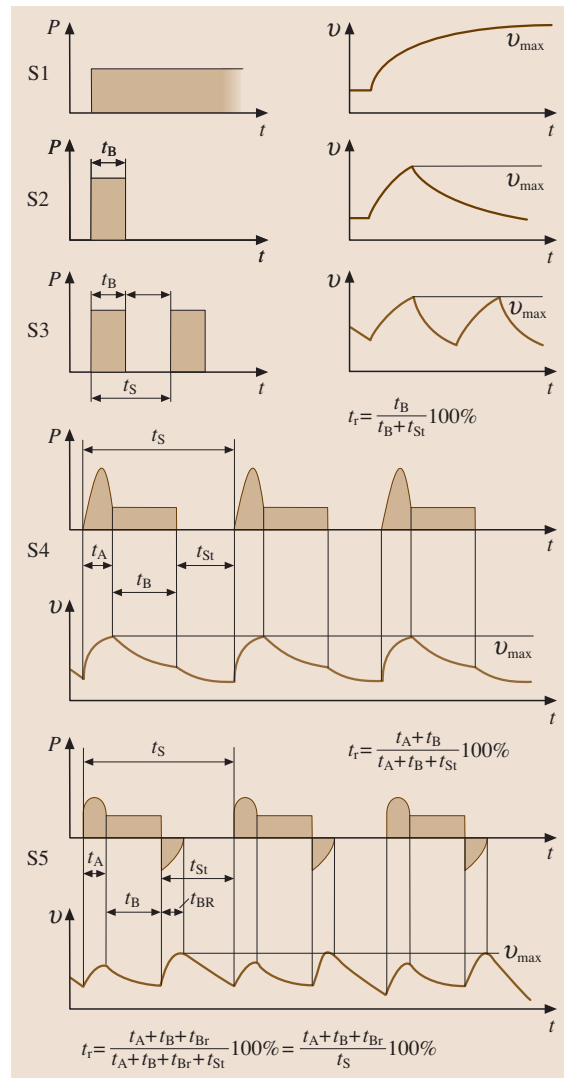 P υ
S1 υmax
t t
P tB υ
S2 υmax
t t
P tB υ
S3 υmax
tS t t
tr = tB / (tB + tSt) 100%
P tS
t
S4 tA tSt
tB
υ
υmax
t
P tS tr = (tA + tB) / (tA + tB + tSt) 100%
t
S5 tA tSt
tB tBR
υ
υmax
t
tr = (tA + tB + tBr) / (tA + tB + tBr + tSt) 100% = (tA + tB + tBr) / tS 100%